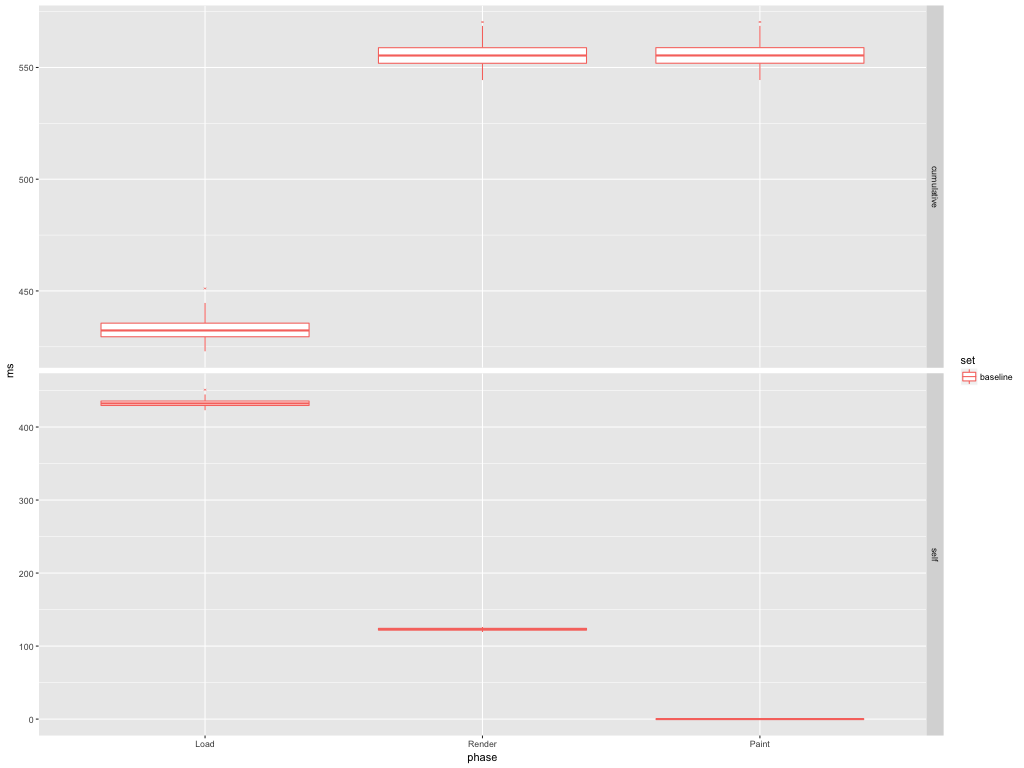 550
500
450
cumulative
ms
400
300
200
100
0
self
Load Render Paint
phase
set
baseline